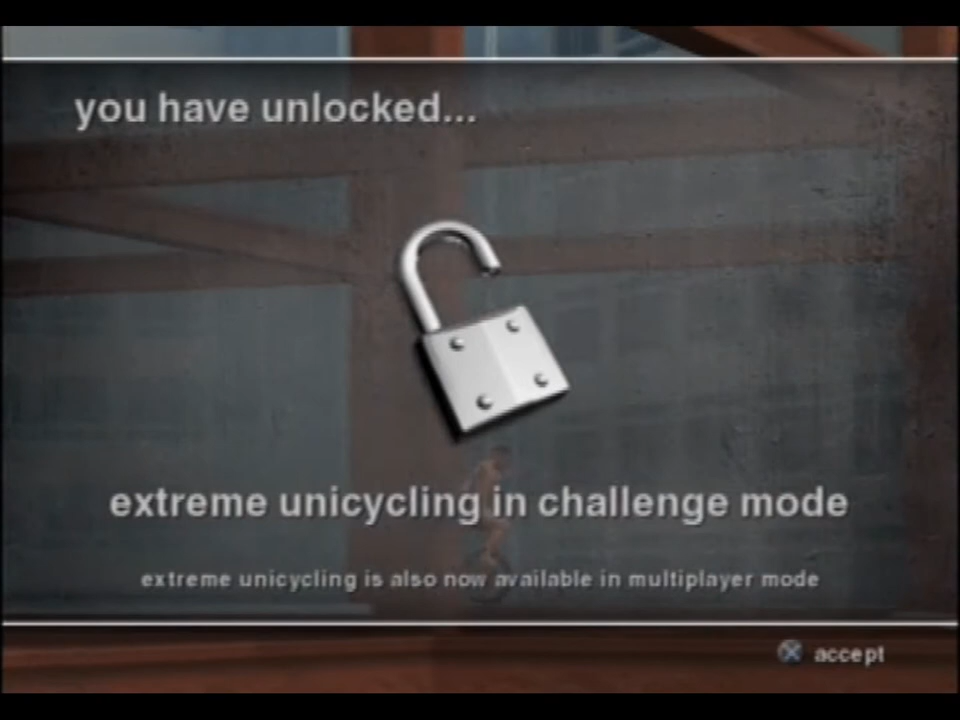 you have unlocked...
extreme unicycling in challenge mode
extreme unicycling is also now available in multiplayer mode
accept